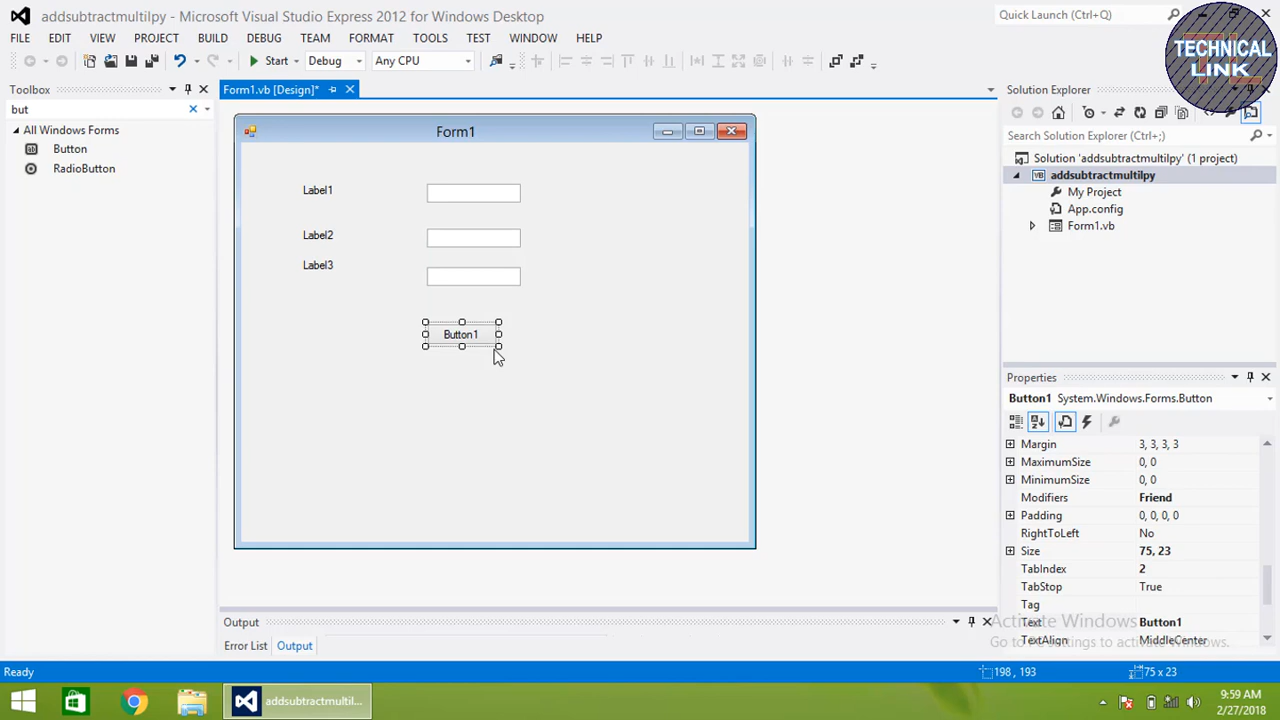 addsubtractmultilpy - Microsoft Visual Studio Express 2012 for Windows Desktop
Quick Launch (Ctrl+Q)
TECHNICAL
LINK
FILE EDIT VIEW PROJECT BUILD DEBUG TEAM FORMAT TOOLS TEST WINDOW HELP
Start Debug Any CPU
Toolbox
Form1.vb [Design]*
Solution Explorer
but
Search Solution Explorer (Ctrl+;)
All Windows Forms
Button
RadioButton
Form1
Label1
Label2
Label3
Button1
Solution 'addsubtractmultilpy' (1 project)
addsubtractmultilpy
My Project
App.config
Form1.vb
Properties
Button1 System.Windows.Forms.Button
Margin 3, 3, 3, 3
MaximumSize 0, 0
MinimumSize 0, 0
Modifiers Friend
Padding 0, 0, 0, 0
RightToLeft No
Size 75, 23
TabIndex 2
TabStop True
Tag
Text Button1
TextAlign MiddleCenter
Activate Windows
Go to PC settings to activate Windows.
Output
Error List Output
Ready
198 , 193 75 x 23
addsubtractmultil...
9:59 AM
2/27/2018